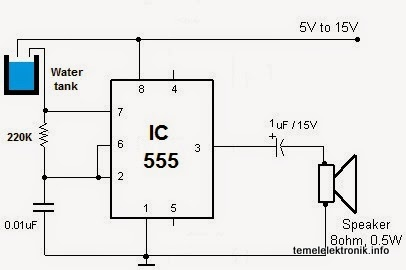 5V to 15V
Water
tank
8
4
7
IC
555
220K
6
3
1uF /15V
+
2
0.01uF
1
5
Speaker
8ohm, 0.5W
temelelektronik.info